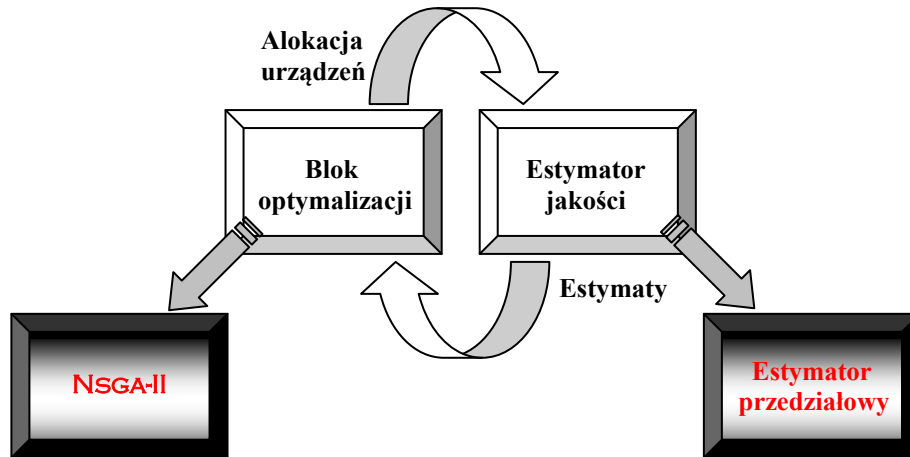 Alokacja
urządzeń
Blok
optymalizacji
Estymator
jakości
Estymaty
NSGA-II
Estymator
przedziałowy